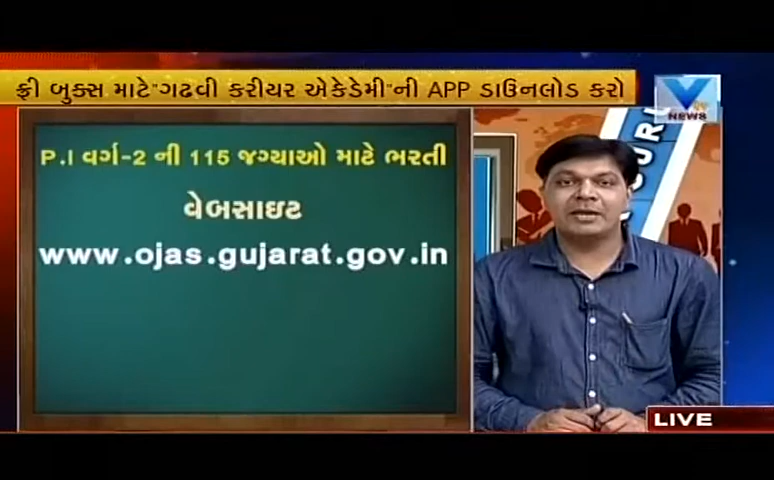 ફ્રી બુક્સ માટે"ગઢવી કરીયર એકેડેમી"ની APP ડાઉનલોડ કરો
NEWS
P.I વર્ગ-2 ની 115 જગ્યાઓ માટે ભરતી
વેબસાઇટ
www.ojas.gujarat.gov.in
LIVE